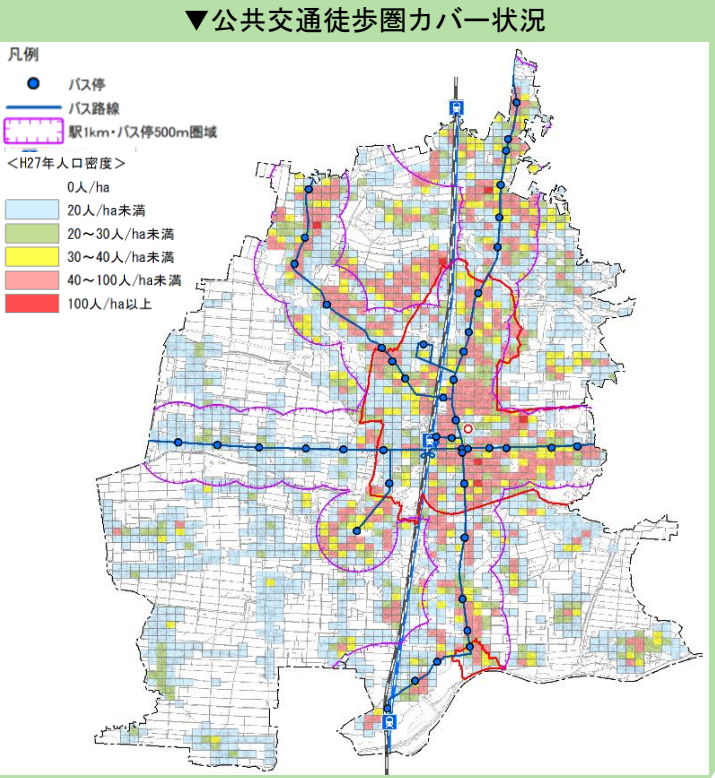 ▼公共交通徒歩圏カバー状況
凡例
バス停
バス路線
駅1km・バス停500m圏域
＜H27年人口密度＞
0人/ha
20人/ha未満
20～30人/ha未満
30～40人/ha未満
40～100人/ha未満
100人/ha以上